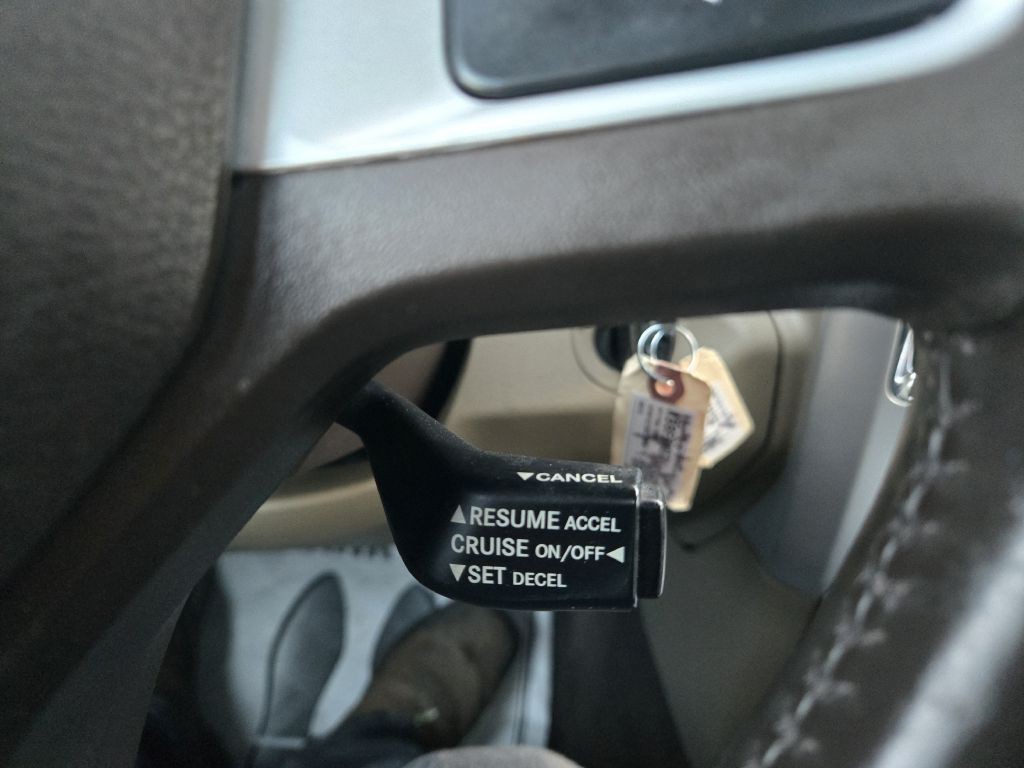 ▼CANCEL
▲RESUME ACCEL
CRUISE ON/OFF◀
▼SET DECEL